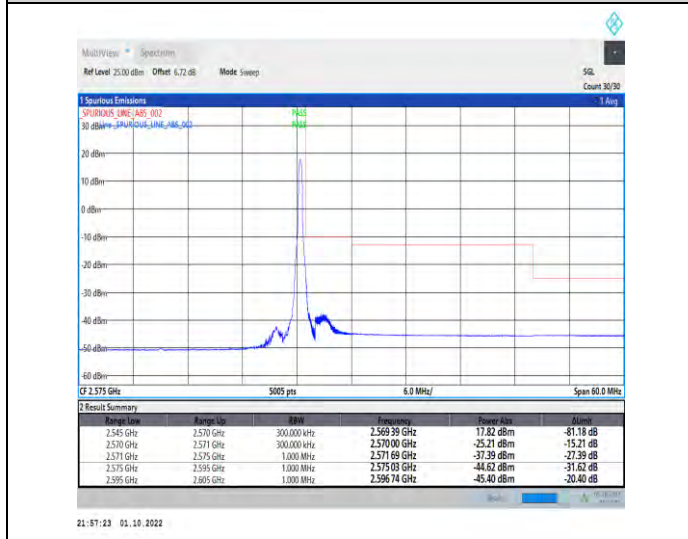 MultiView Spectrum
Ref Level 25.00 dBm Offset 6.72 dB Mode Sweep SGL
Count 30/30
1 Spurious Emissions 1 Avg
_SPURIOUS_LINE_ABS_002 PASS
30 dBm Line _SPURIOUS_LINE_ABS_002 PASS
20 dBm
10 dBm
0 dBm
-10 dBm
-20 dBm
-30 dBm
-40 dBm
-50 dBm
-60 dBm
CF 2.575 GHz 5005 pts 6.0 MHz/ Span 60.0 MHz
2 Result Summary
Range Low Range Up RBW Frequency Power Abs ΔLimit
2.545 GHz 2.570 GHz 300.000 kHz 2.569 39 GHz 17.82 dBm -81.18 dB
2.570 GHz 2.571 GHz 300.000 kHz 2.570 00 GHz -25.21 dBm -15.21 dB
2.571 GHz 2.575 GHz 1.000 MHz 2.571 69 GHz -37.39 dBm -27.39 dB
2.575 GHz 2.595 GHz 1.000 MHz 2.575 03 GHz -44.62 dBm -31.62 dB
2.595 GHz 2.605 GHz 1.000 MHz 2.596 74 GHz -45.40 dBm -20.40 dB
21:57:23 01.10.2022